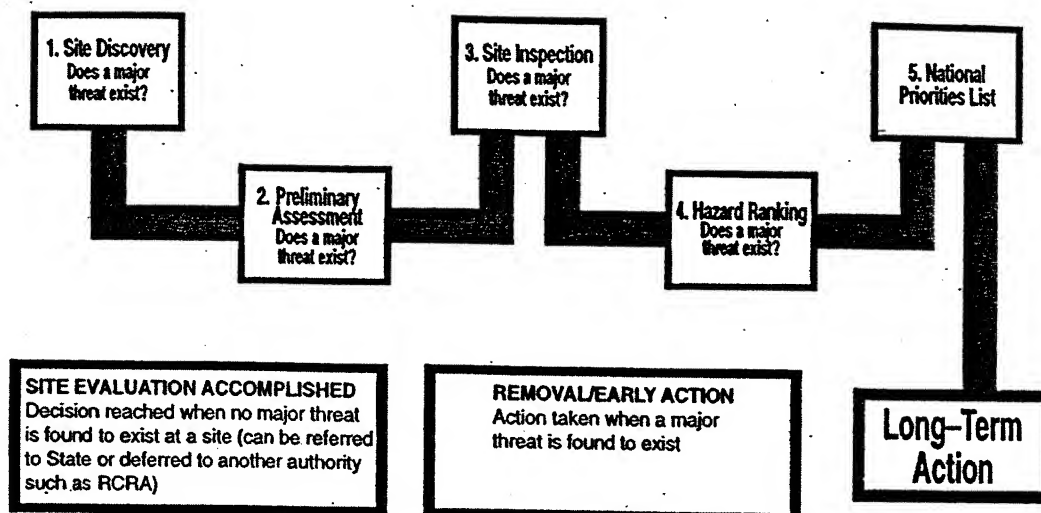 1. Site Discovery
Does a major
threat exist?
2. Preliminary
Assessment
Does a major
threat exist?
3. Site Inspection
Does a major
threat exist?
4. Hazard Ranking
Does a major
threat exist?
5. National
Priorities List
SITE EVALUATION ACCOMPLISHED
Decision reached when no major threat
is found to exist at a site (can be referred
to State or deferred to another authority
such as RCRA)
REMOVAL/EARLY ACTION
Action taken when a major
threat is found to exist
Long–Term
Action